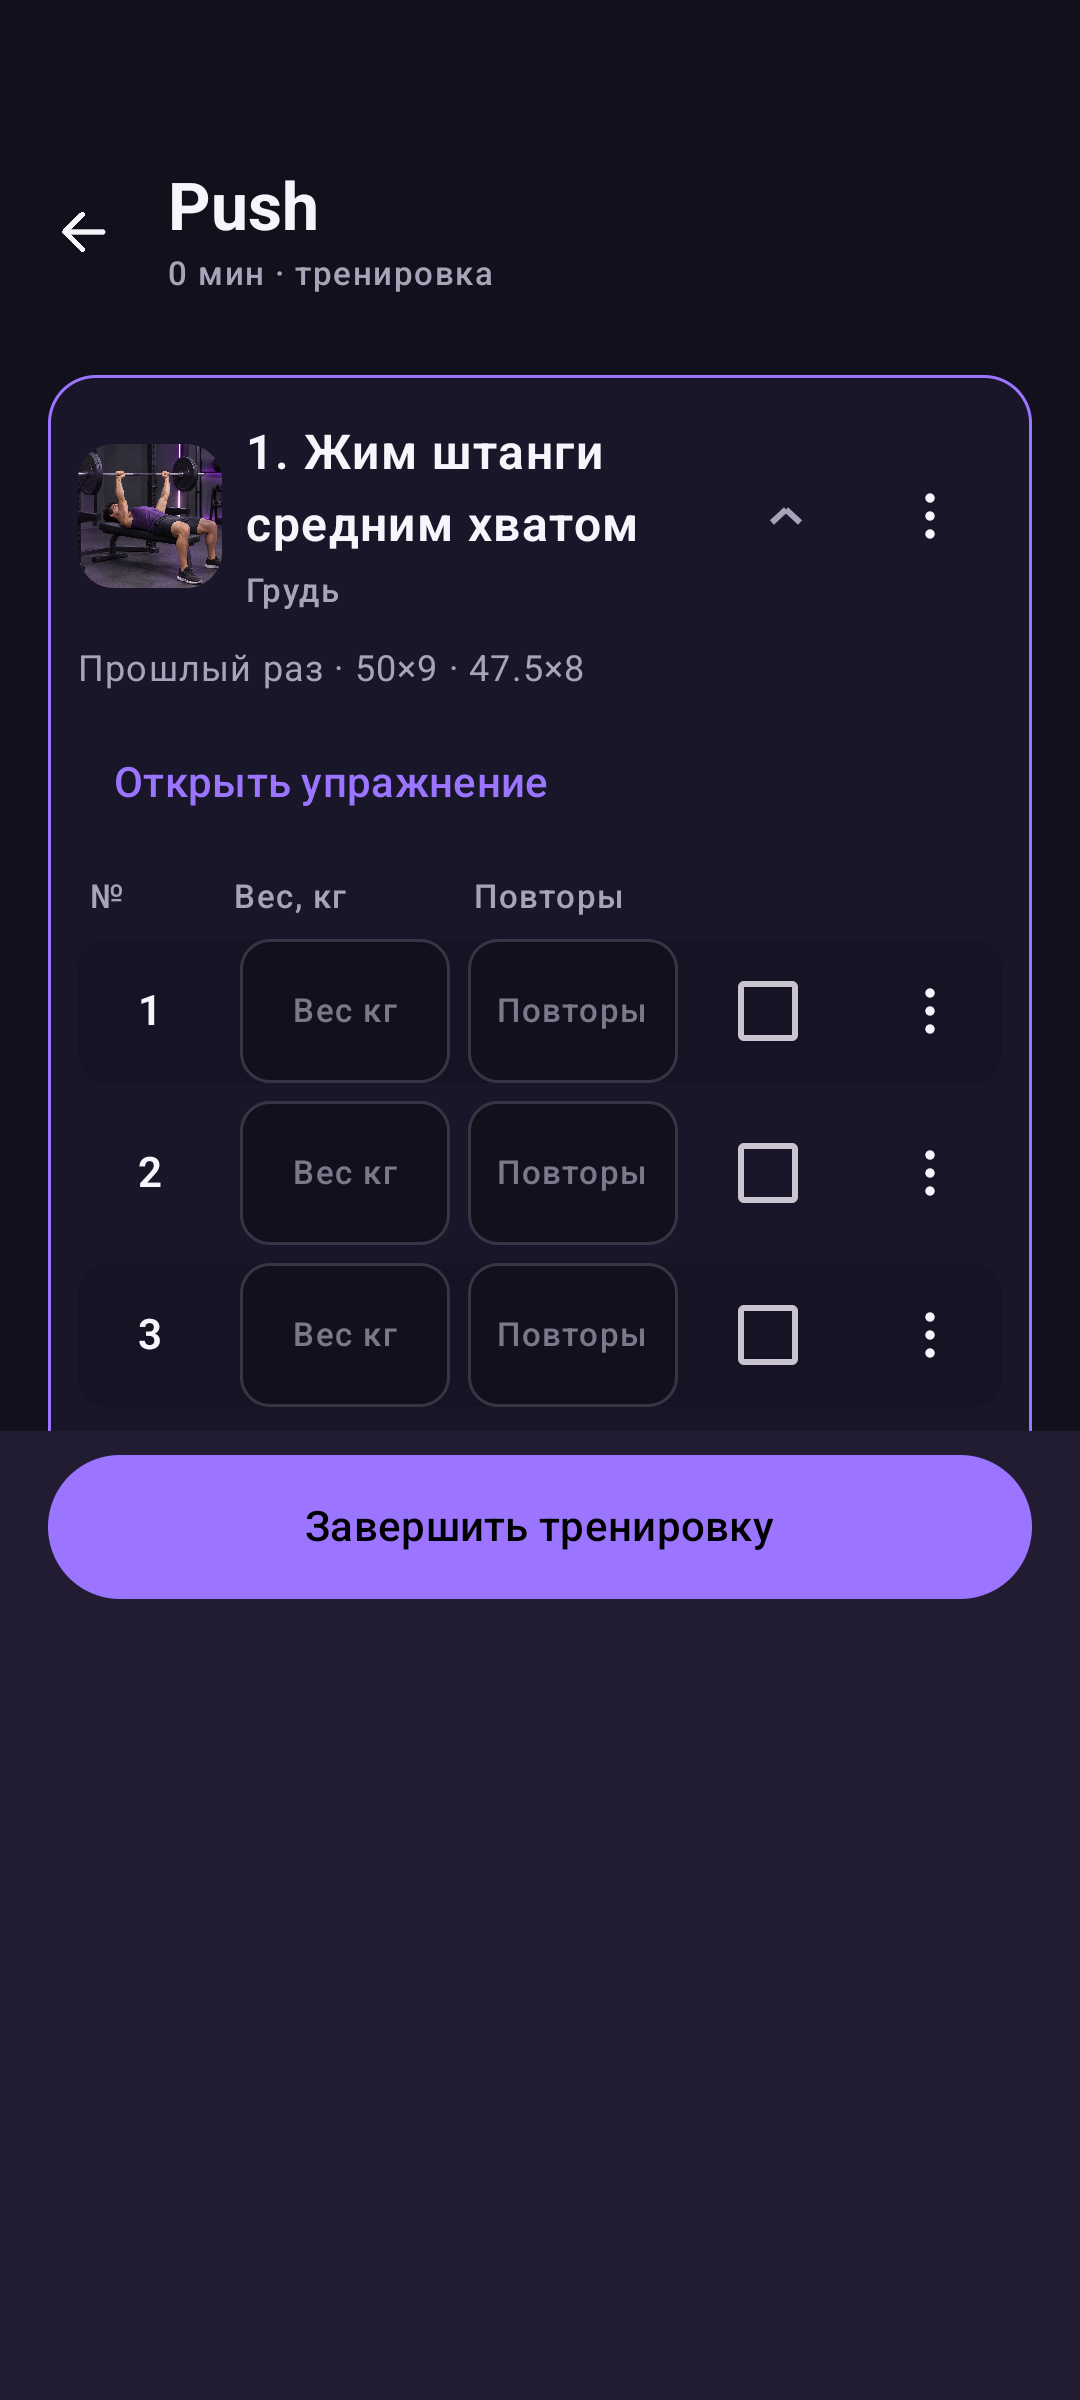 Push
0 мин · тренировка
1. Жим штанги
средним хватом
Грудь
Прошлый раз · 50×9 · 47.5×8
Открыть упражнение
№ Вес, кг Повторы
1 Вес кг Повторы
2 Вес кг Повторы
3 Вес кг Повторы
Завершить тренировку